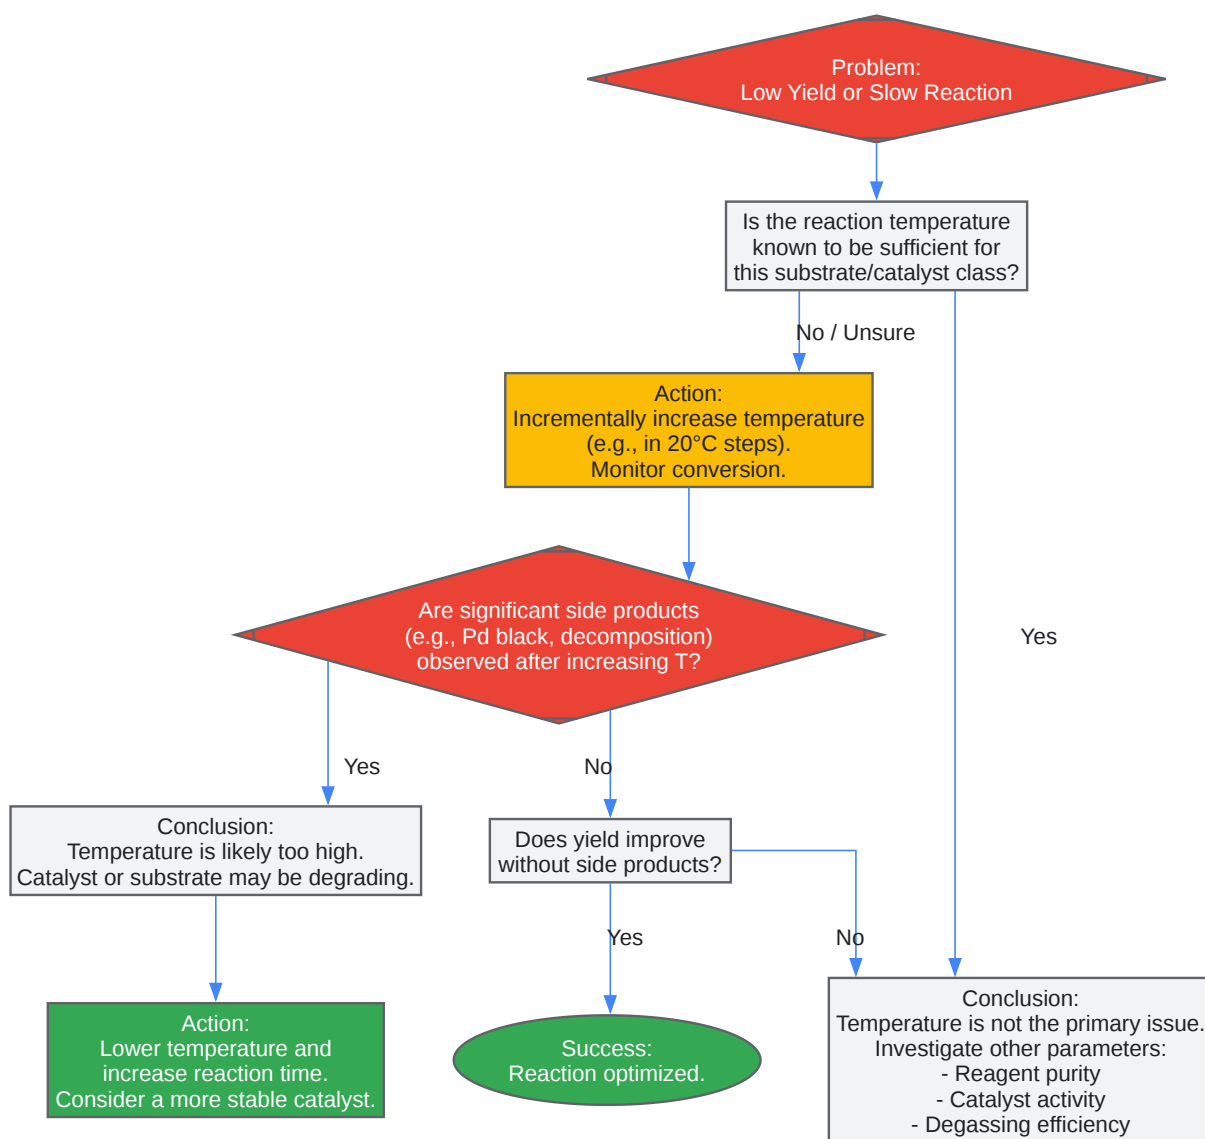 Problem:
Low Yield or Slow Reaction
Is the reaction temperature
known to be sufficient for
this substrate/catalyst class?
No / Unsure
Action:
Incrementally increase temperature
(e.g., in 20°C steps).
Monitor conversion.
Are significant side products
(e.g., Pd black, decomposition)
observed after increasing T?
Yes
Yes
No
Conclusion:
Temperature is likely too high.
Catalyst or substrate may be degrading.
Does yield improve
without side products?
Yes
No
Action:
Lower temperature and
increase reaction time.
Consider a more stable catalyst.
Success:
Reaction optimized.
Conclusion:
Temperature is not the primary issue.
Investigate other parameters:
- Reagent purity
- Catalyst activity
- Degassing efficiency